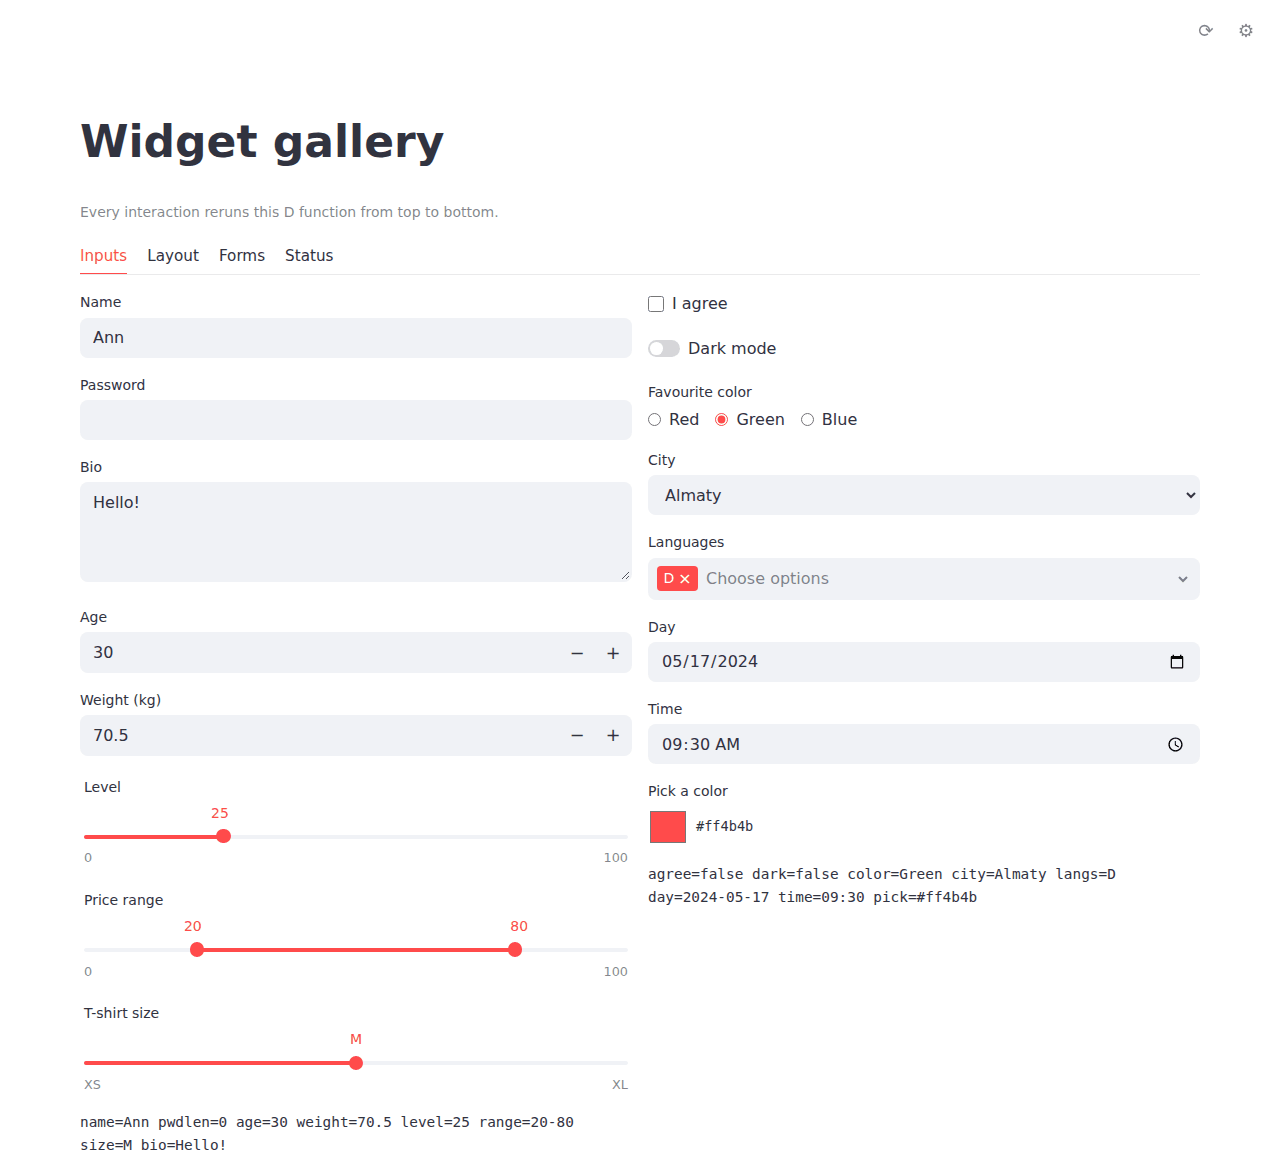 Widget gallery
Every interaction reruns this D function from top to bottom.
Inputs Layout Forms Status
Name
Ann
Password
Bio
Hello!
Age
30 − +
Weight (kg)
70.5 − +
Level
25
0 100
Price range
20 80
0 100
T-shirt size
M
XS XL
name=Ann pwdlen=0 age=30 weight=70.5 level=25 range=20-80
size=M bio=Hello!
I agree
Dark mode
Favourite color
Red Green Blue
City
Almaty
Languages
D × Choose options
Day
05/17/2024
Time
09:30 AM
Pick a color
#ff4b4b
agree=false dark=false color=Green city=Almaty langs=D
day=2024-05-17 time=09:30 pick=#ff4b4b